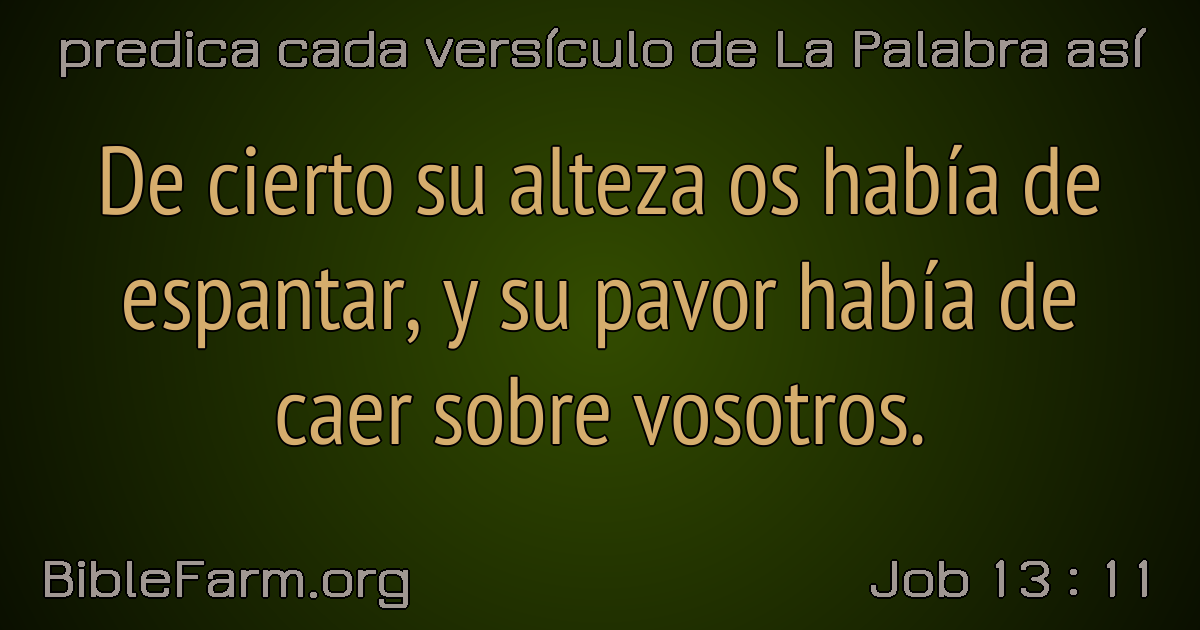 predica cada versículo de La Palabra así
De cierto su alteza os había de
espantar, y su pavor había de
caer sobre vosotros.
BibleFarm.org
Job 13 : 11